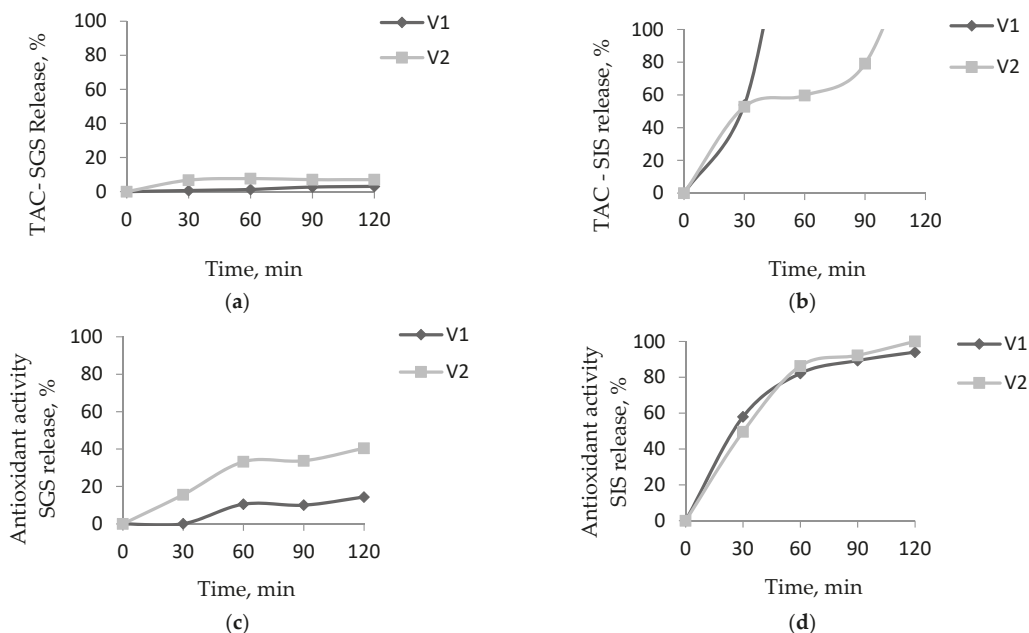 TAC- SGS Release, %
100
80
60
40
20
0
0 30 60 90 120
Time, min
V1
V2
(a)
TAC - SIS release, %
100
80
60
40
20
0
0 30 60 90 120
Time, min
V1
V2
(b)
Antioxidant activity
SGS release, %
100
80
60
40
20
0
0 30 60 90 120
Time, min
V1
V2
(c)
Antioxidant activity
SIS release, %
100
80
60
40
20
0
0 30 60 90 120
Time, min
V1
V2
(d)